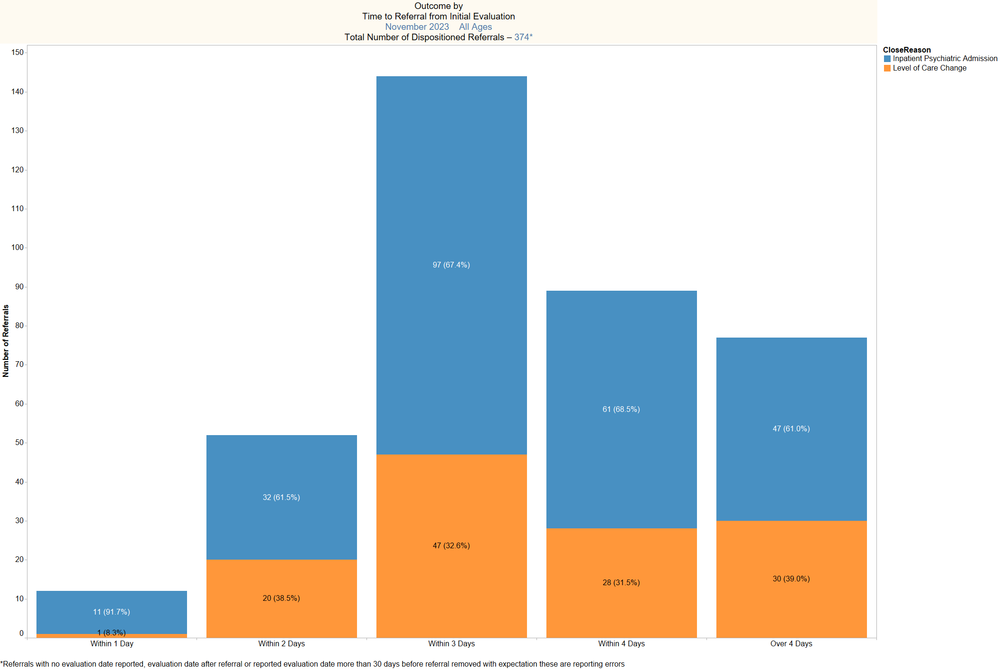 Outcome by
Time to Referral from Initial Evaluation
November 2023 All Ages
Total Number of Dispositioned Referrals – 374*
CloseReason
Inpatient Psychiatric Admission
Level of Care Change
Number of Referrals
150
140
130
120
110
100
90
80
70
60
50
40
30
20
10
0
11 (91.7%)
1 (8.3%)
32 (61.5%)
20 (38.5%)
97 (67.4%)
47 (32.6%)
61 (68.5%)
28 (31.5%)
47 (61.0%)
30 (39.0%)
Within 1 Day
Within 2 Days
Within 3 Days
Within 4 Days
Over 4 Days
*Referrals with no evaluation date reported, evaluation date after referral or reported evaluation date more than 30 days before referral removed with expectation these are reporting errors